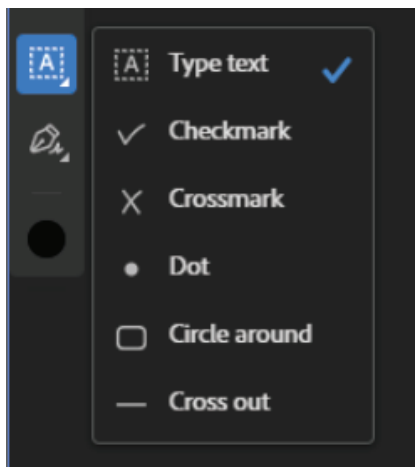 A
A Type text
Checkmark
Crossmark
Dot
Circle around
Cross out